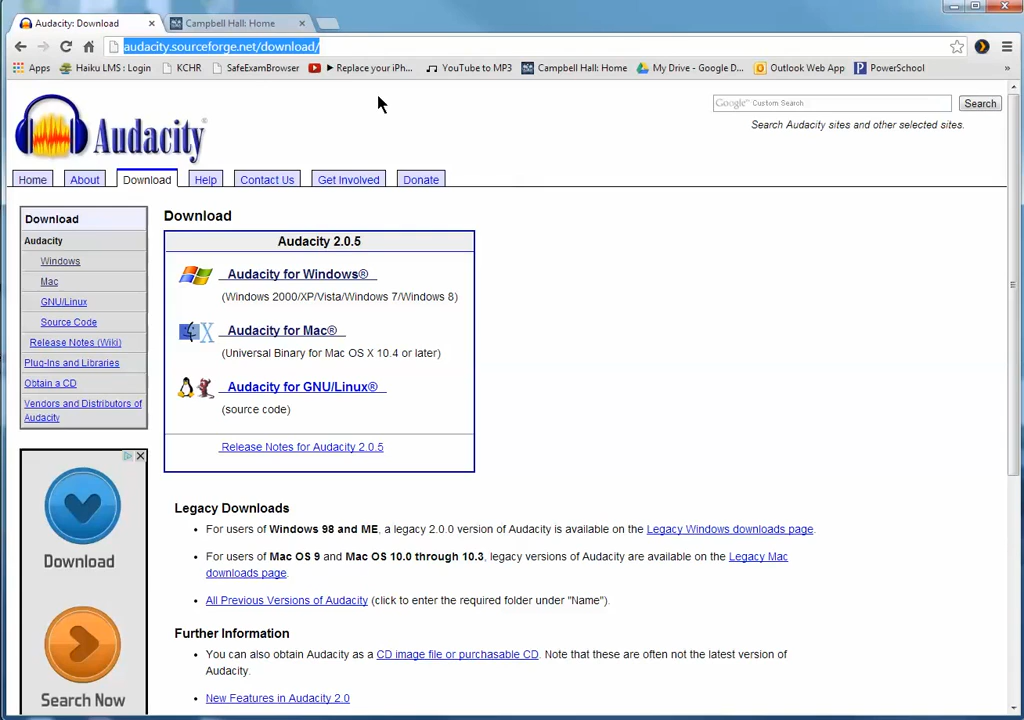 Audacity: Download
Campbell Hall: Home
audacity.sourceforge.net/download/
Apps
Haiku LMS : Login
KCHR
SafeExamBrowser
Replace your iPh...
YouTube to MP3
Campbell Hall: Home
My Drive - Google D...
Outlook Web App
PowerSchool
»
Audacity®
Google™ Custom Search
Search
Search Audacity sites and other selected sites.
Home
About
Download
Help
Contact Us
Get Involved
Donate
Download
Audacity
Windows
Mac
GNU/Linux
Source Code
Release Notes (Wiki)
Plug-Ins and Libraries
Obtain a CD
Vendors and Distributors of
Audacity
Download
Search Now
Download
Audacity 2.0.5
Audacity for Windows®
(Windows 2000/XP/Vista/Windows 7/Windows 8)
X
Audacity for Mac®
(Universal Binary for Mac OS X 10.4 or later)
Audacity for GNU/Linux®
(source code)
Release Notes for Audacity 2.0.5
Legacy Downloads
• For users of Windows 98 and ME, a legacy 2.0.0 version of Audacity is available on the Legacy Windows downloads page.
• For users of Mac OS 9 and Mac OS 10.0 through 10.3, legacy versions of Audacity are available on the Legacy Mac
downloads page.
• All Previous Versions of Audacity (click to enter the required folder under "Name").
Further Information
• You can also obtain Audacity as a CD image file or purchasable CD. Note that these are often not the latest version of
Audacity.
• New Features in Audacity 2.0